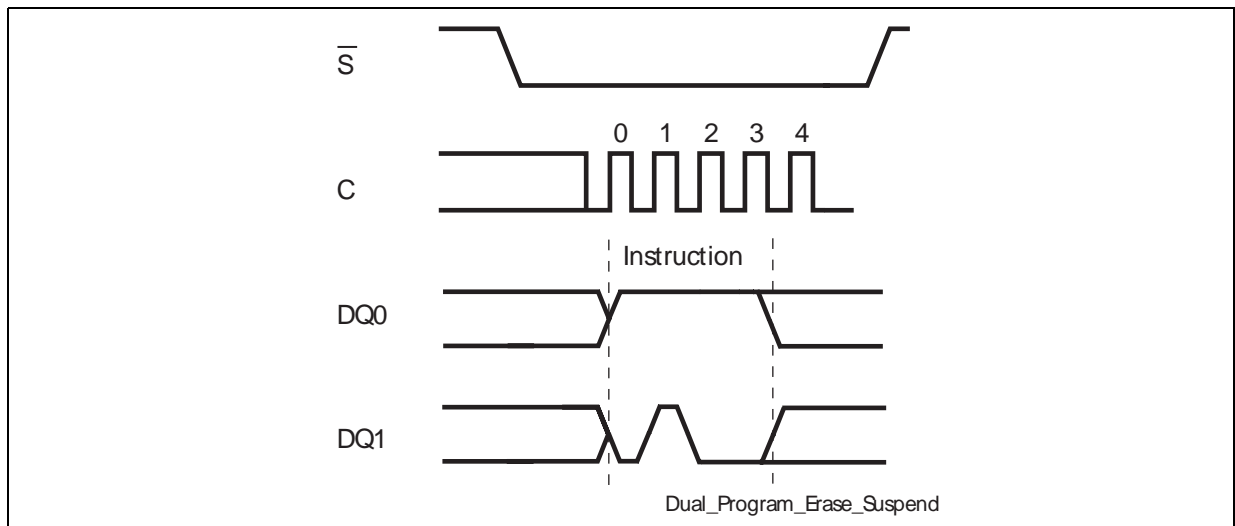 S̅
0 1 2 3 4
C
Instruction
DQ0
DQ1
Dual_Program_Erase_Suspend